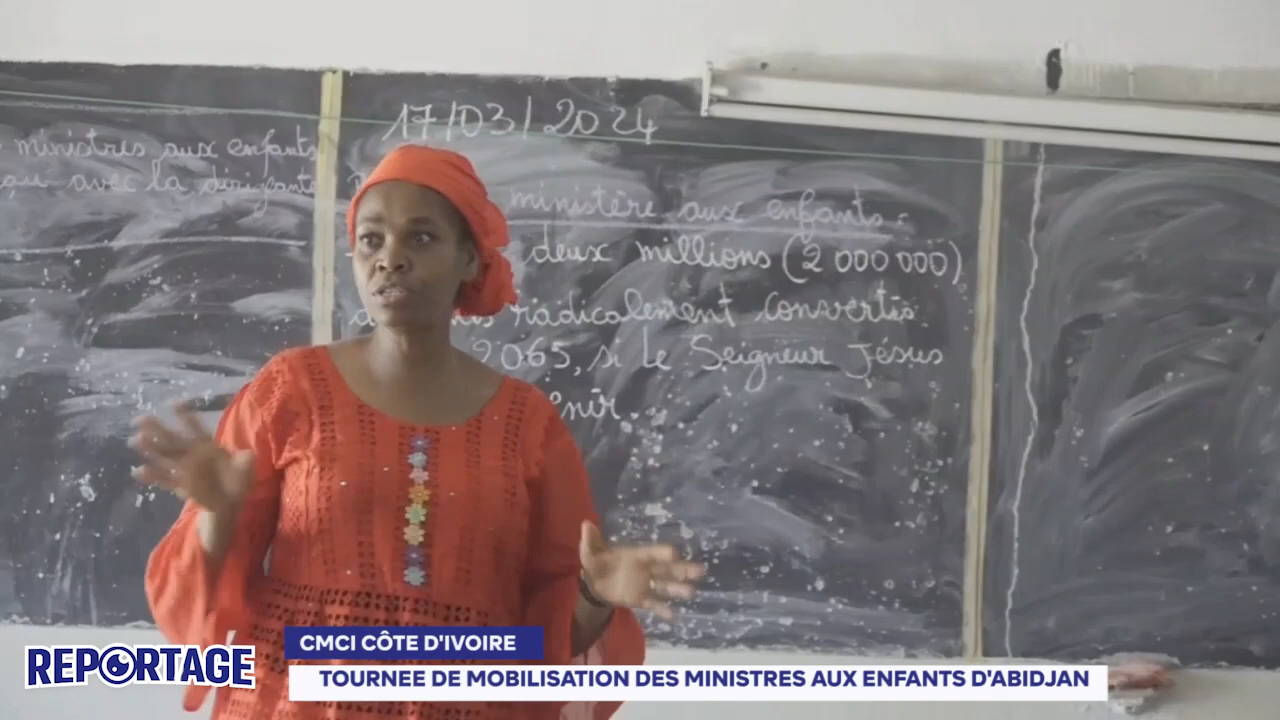 17/03/2024
ministres aux enfants
avec la dirigeante
ministère aux enfants.
deux millions (2 000 000)
radicalement convertis
2065, si le Seigneur Jésus
REPORTAGE
CMCI CÔTE D'IVOIRE
TOURNEE DE MOBILISATION DES MINISTRES AUX ENFANTS D'ABIDJAN